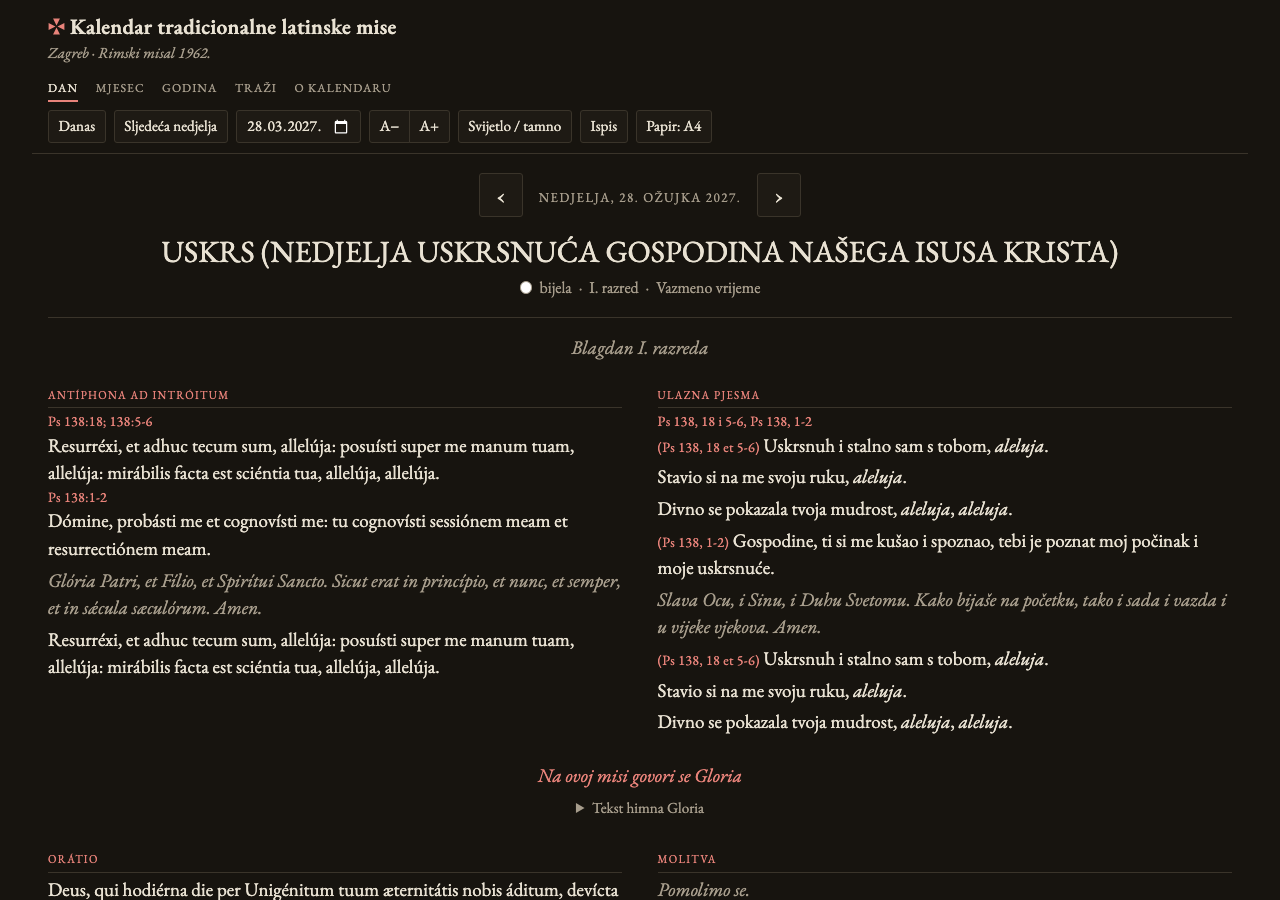 ✠ Kalendar tradicionalne latinske mise
Zagreb · Rimski misal 1962.
DAN MJESEC GODINA TRAŽI O KALENDARU
Danas Sljedeća nedjelja 28.03.2027. A− A+ Svijetlo / tamno Ispis Papir: A4
‹ NEDJELJA, 28. OŽUJKA 2027. ›
USKRS (NEDJELJA USKRSNUĆA GOSPODINA NAŠEGA ISUSA KRISTA)
bijela · I. razred · Vazmeno vrijeme
Blagdan I. razreda
ANTÍPHONA AD INTRÓITUM
Ps 138:18; 138:5-6
Resurréxi, et adhuc tecum sum, allelúja: posuísti super me manum tuam,
allelúja: mirábilis facta est sciéntia tua, allelúja, allelúja.
Ps 138:1-2
Dómine, probásti me et cognovísti me: tu cognovísti sessiónem meam et
resurrectiónem meam.
Glória Patri, et Fílio, et Spirítui Sancto. Sicut erat in princípio, et nunc, et semper,
et in sǽcula sæculórum. Amen.
Resurréxi, et adhuc tecum sum, allelúja: posuísti super me manum tuam,
allelúja: mirábilis facta est sciéntia tua, allelúja, allelúja.
ULAZNA PJESMA
Ps 138, 18 i 5-6, Ps 138, 1-2
(Ps 138, 18 et 5-6) Uskrsnuh i stalno sam s tobom, aleluja.
Stavio si na me svoju ruku, aleluja.
Divno se pokazala tvoja mudrost, aleluja, aleluja.
(Ps 138, 1-2) Gospodine, ti si me kušao i spoznao, tebi je poznat moj počinak i
moje uskrsnuće.
Slava Ocu, i Sinu, i Duhu Svetomu. Kako bijaše na početku, tako i sada i vazda i
u vijeke vjekova. Amen.
(Ps 138, 18 et 5-6) Uskrsnuh i stalno sam s tobom, aleluja.
Stavio si na me svoju ruku, aleluja.
Divno se pokazala tvoja mudrost, aleluja, aleluja.
Na ovoj misi govori se Gloria
▶ Tekst himna Gloria
ORÁTIO
Deus, qui hodiérna die per Unigénitum tuum æternitátis nobis áditum, devícta
MOLITVA
Pomolimo se.